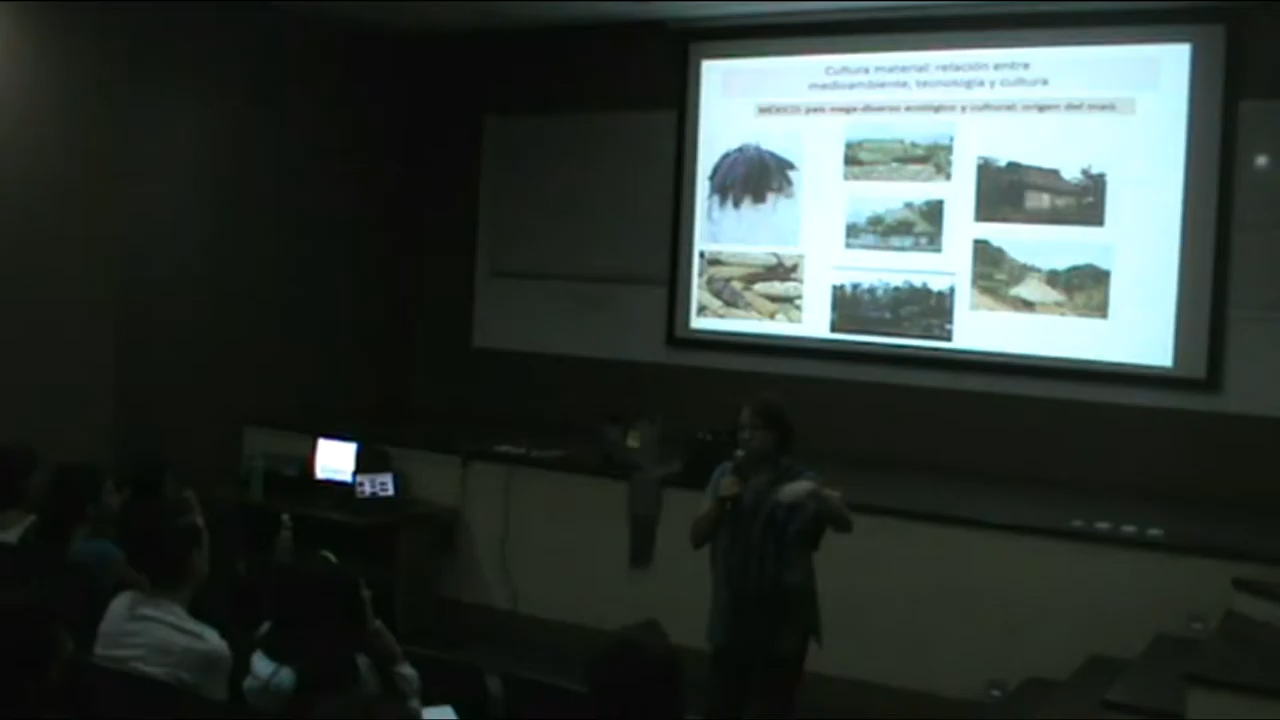 Cultura material: relación entre
medioambiente, tecnología y cultura
MÉXICO: país mega-diverso ecológico y cultural: origen del maíz